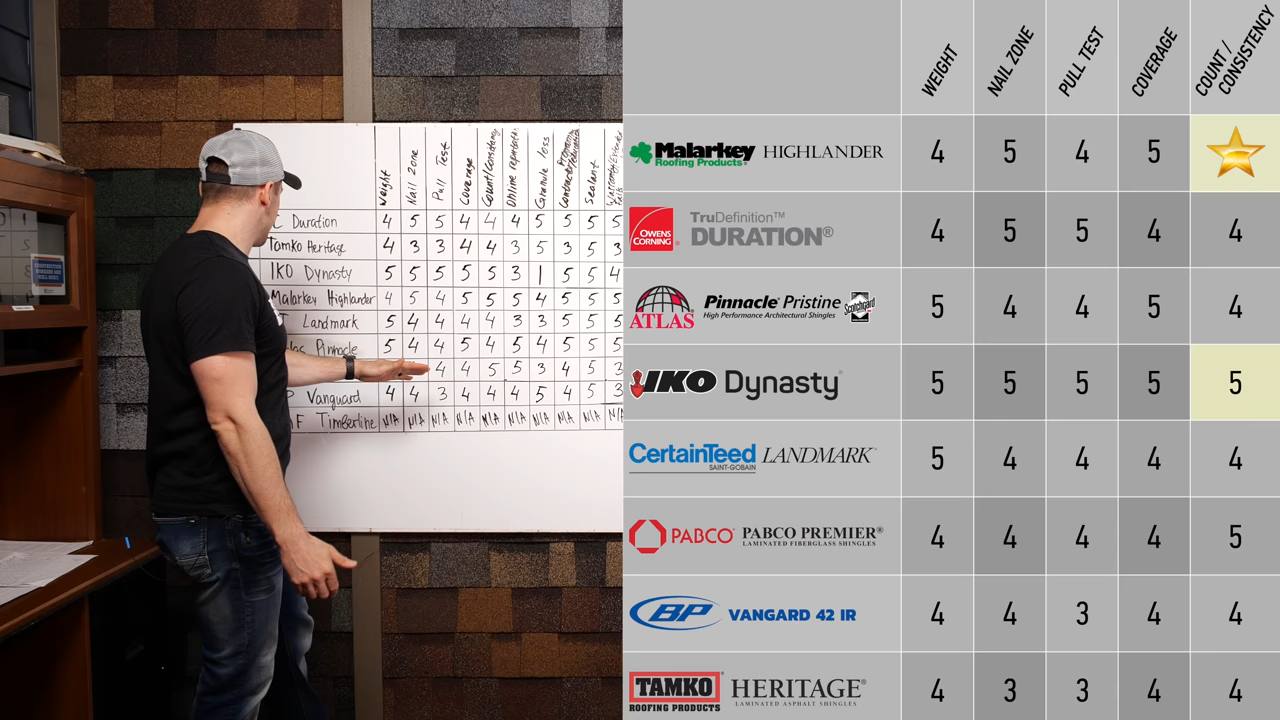 Weight
Nail Zone
Pull Test
Coverage
Count/Consistency
Online
Granule loss
Sealant
Duration 4 5 5 4 4 4 5 5 5 5
Tamko Heritage 4 3 3 4 4 3 5 3 5 3
IKO Dynasty 5 5 5 5 5 3 1 5 5 4
Malarkey Highlander 4 5 4 5 5 5 4 5 5 5
Landmark 5 4 4 4 4 3 3 5 5 5
Pinnacle 5 4 4 5 4 5 4 5 5 5
4 4 5 5 3 4 5 3
Vanguard 4 4 3 4 4 4 5 4 5 3
F Timberline N/A N/A N/A N/A N/A N/A N/A N/A N/A N/A
WEIGHT
NAIL ZONE
PULL TEST
COVERAGE
COUNT / CONSISTENCY
Malarkey Roofing Products® HIGHLANDER 4 5 4 5
OWENS CORNING TruDefinition™ DURATION® 4 5 5 4 4
ATLAS Pinnacle® Pristine High Performance Architectural Shingles Scotchgard 5 4 4 5 4
IKO Dynasty® 5 5 5 5 5
CertainTeed SAINT-GOBAIN LANDMARK 5 4 4 4 4
PABCO® PABCO PREMIER® LAMINATED FIBERGLASS SHINGLES 4 4 4 4 5
BP VANGARD 42 IR 4 4 3 4 4
TAMKO® ROOFING PRODUCTS HERITAGE® LAMINATED ASPHALT SHINGLES 4 3 3 4 4